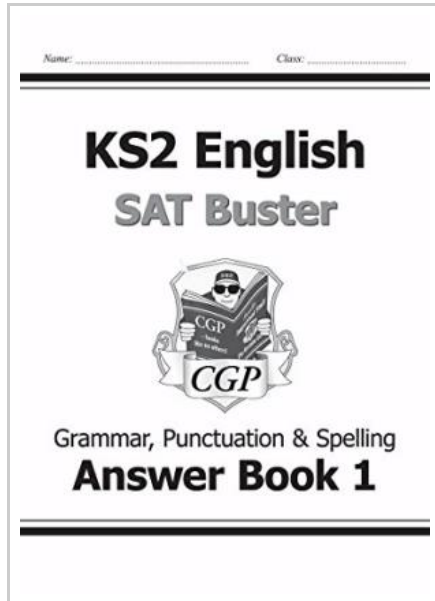 Name: ........................................ Class: ..............................
KS2 English
SAT Buster
CGP
CGP
Grammar, Punctuation & Spelling
Answer Book 1